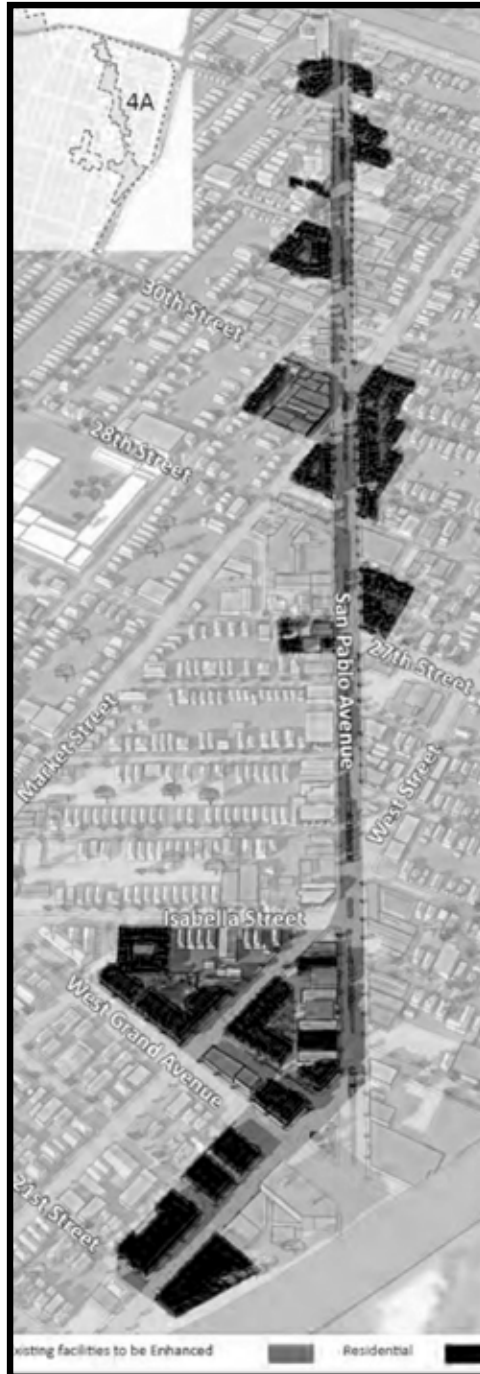 4A
30th Street
28th Street
San Pablo Avenue
27th Street
Market Street
West Street
Isabella Street
West Grand Avenue
21st Street
xisting facilities to be Enhanced
Residential